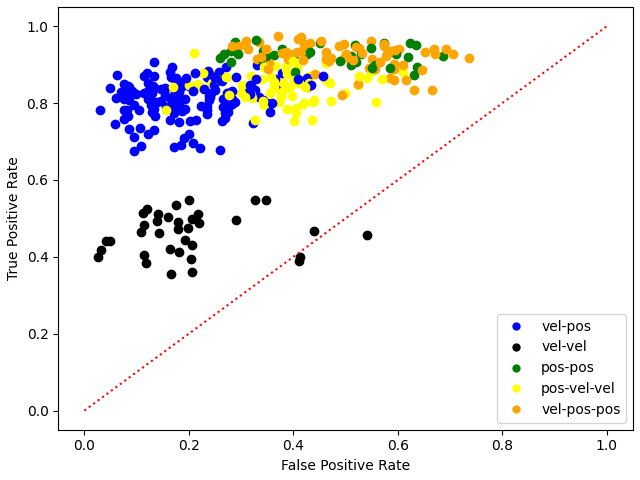 1.0
0.8
0.6
0.4
0.2
0.0
True Positive Rate
vel-pos
vel-vel
pos-pos
pos-vel-vel
vel-pos-pos
0.0 0.2 0.4 0.6 0.8 1.0
False Positive Rate